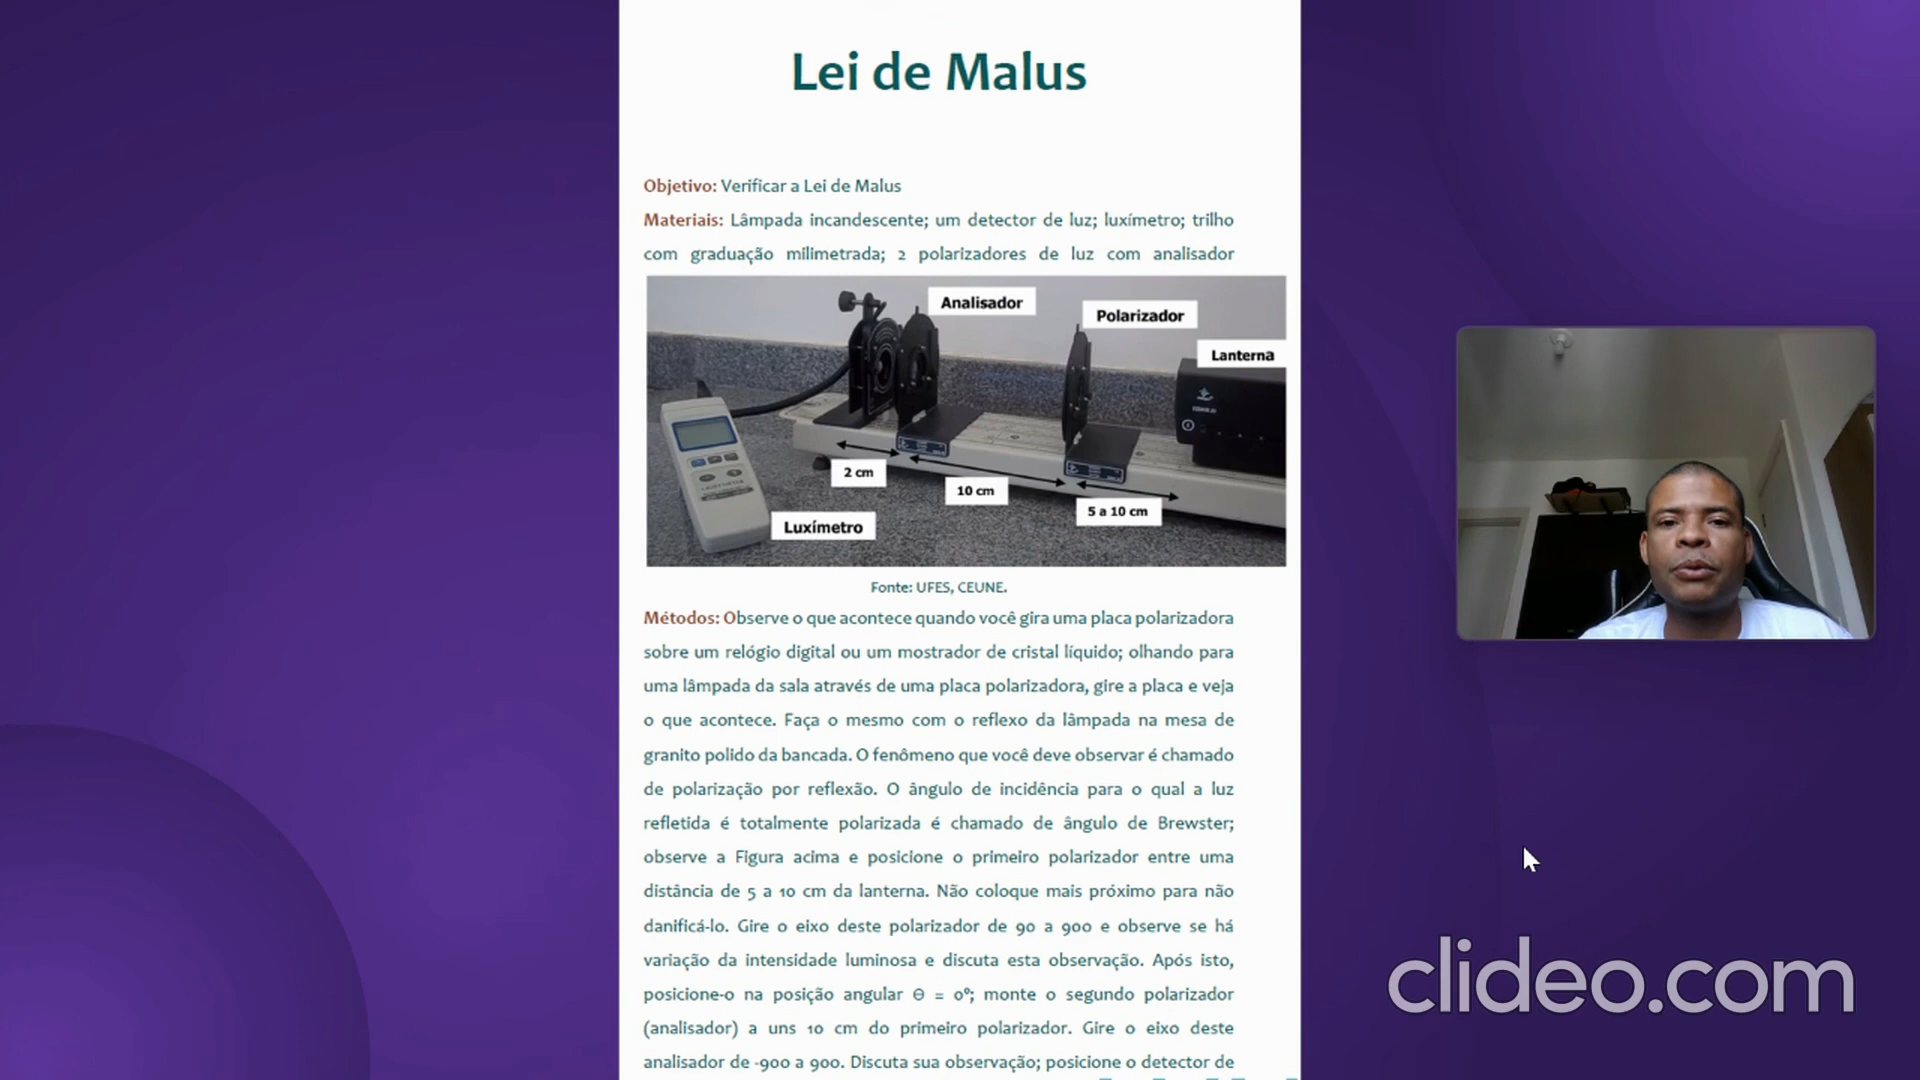 Lei de Malus
Objetivo: Verificar a Lei de Malus
Materiais: Lâmpada incandescente; um detector de luz; luxímetro; trilho
com graduação milimetrada; 2 polarizadores de luz com analisador
Analisador
Polarizador
Lanterna
2 cm
10 cm
5 a 10 cm
Luxímetro
Fonte: UFES, CEUNE.
Métodos: Observe o que acontece quando você gira uma placa polarizadora
sobre um relógio digital ou um mostrador de cristal líquido; olhando para
uma lâmpada da sala através de uma placa polarizadora, gire a placa e veja
o que acontece. Faça o mesmo com o reflexo da lâmpada na mesa de
granito polido da bancada. O fenômeno que você deve observar é chamado
de polarização por reflexão. O ângulo de incidência para o qual a luz
refletida é totalmente polarizada é chamado de ângulo de Brewster;
observe a Figura acima e posicione o primeiro polarizador entre uma
distância de 5 a 10 cm da lanterna. Não coloque mais próximo para não
danificá-lo. Gire o eixo deste polarizador de 90 a 900 e observe se há
variação da intensidade luminosa e discuta esta observação. Após isto,
posicione-o na posição angular Θ = 0º; monte o segundo polarizador
(analisador) a uns 10 cm do primeiro polarizador. Gire o eixo deste
analisador de -900 a 900. Discuta sua observação; posicione o detector de
clideo.com